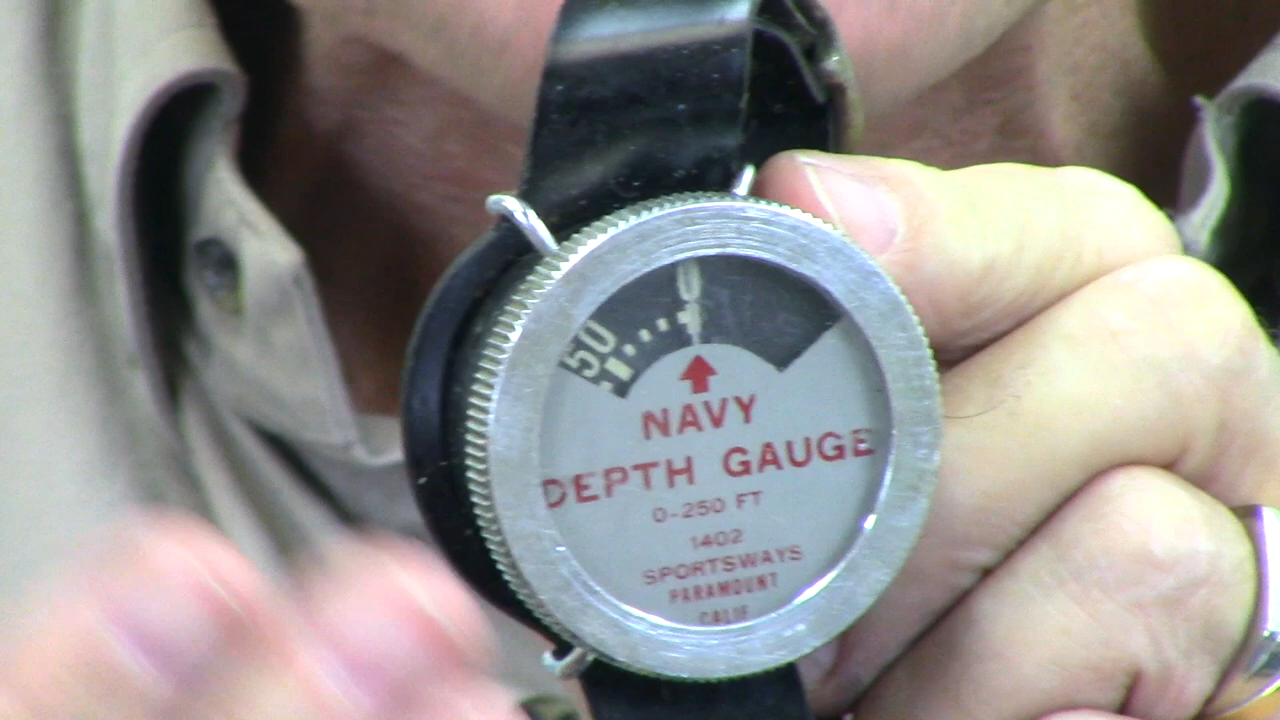 0
50
NAVY
DEPTH GAUGE
0-250 FT
1402
SPORTSWAYS
PARAMOUNT
CALIF